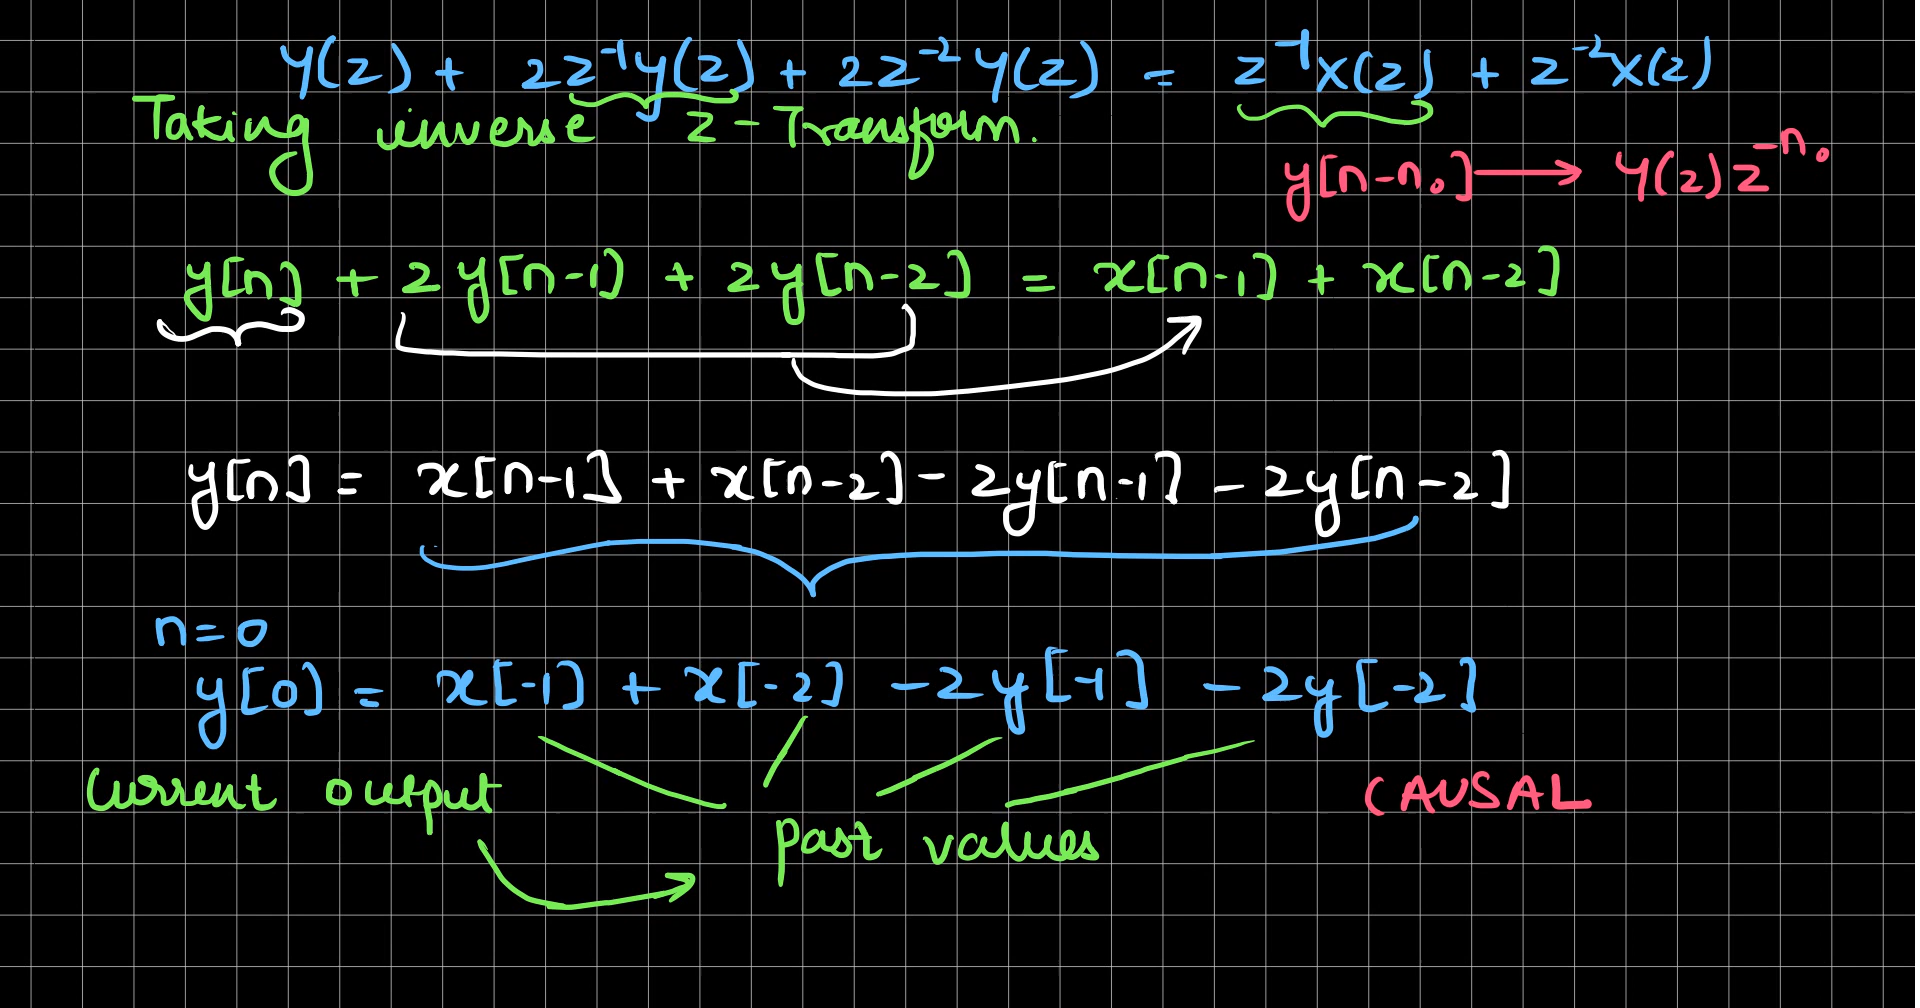 Y(z) + 2z⁻¹y(z) + 2z⁻²Y(z) = z⁻¹X(z) + z⁻²X(z)
Taking inverse z-Transform.
y[n-n₀] → Y(z)z^-n₀
y[n] + 2y[n-1] + 2y[n-2] = x[n-1] + x[n-2]
y[n] = x[n-1] + x[n-2] - 2y[n-1] - 2y[n-2]
n=0
y[0] = x[-1] + x[-2] - 2y[-1] - 2y[-2]
Current output
CAUSAL
Past values